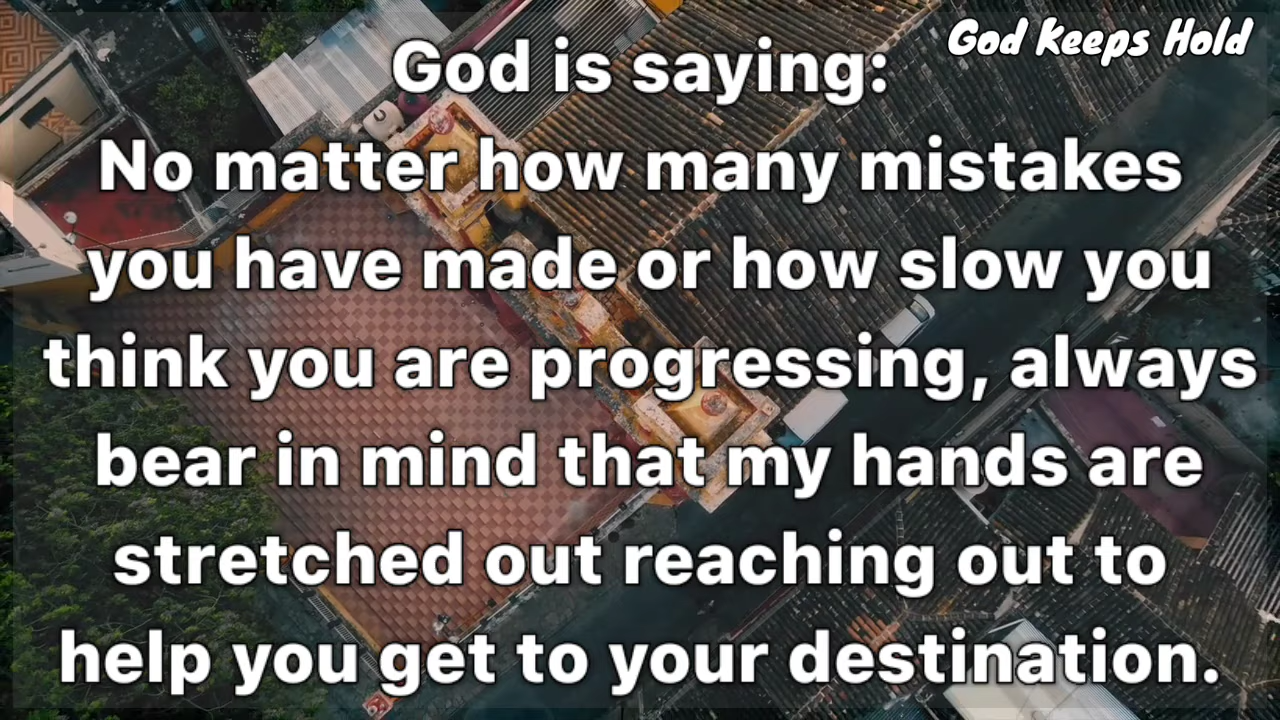 God Keeps Hold
God is saying:
No matter how many mistakes
you have made or how slow you
think you are progressing, always
bear in mind that my hands are
stretched out reaching out to
help you get to your destination.